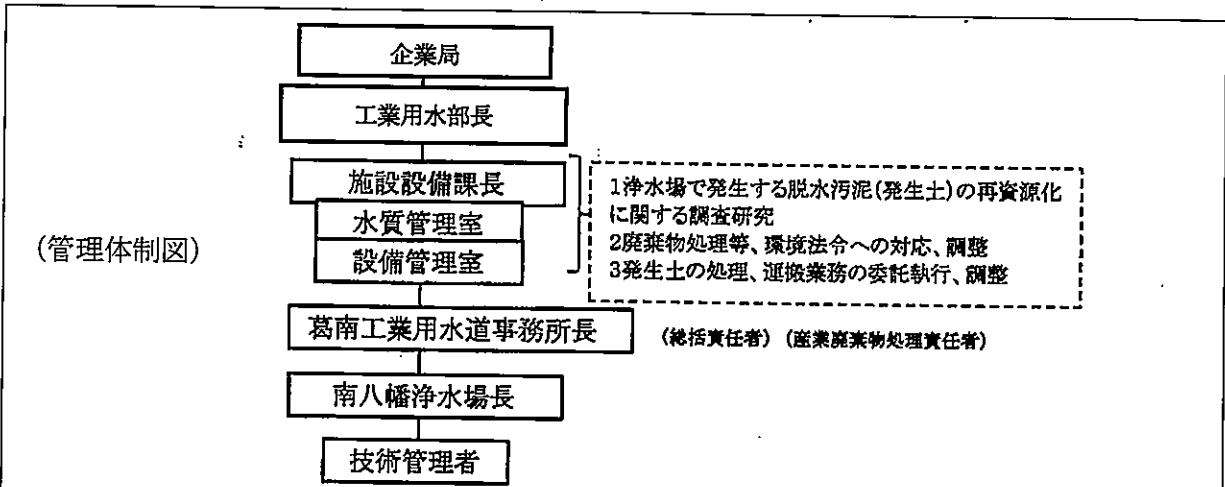 (管理体制図)
企業局
工業用水部長
施設設備課長
水質管理室
設備管理室
1浄水場で発生する脱水汚泥(発生土)の再資源化
に関する調査研究
2廃棄物処理等、環境法令への対応、調整
3発生土の処理、運搬業務の委託執行、調整
葛南工業用水道事務所長
(総括責任者) (産業廃棄物処理責任者)
南八幡浄水場長
技術管理者